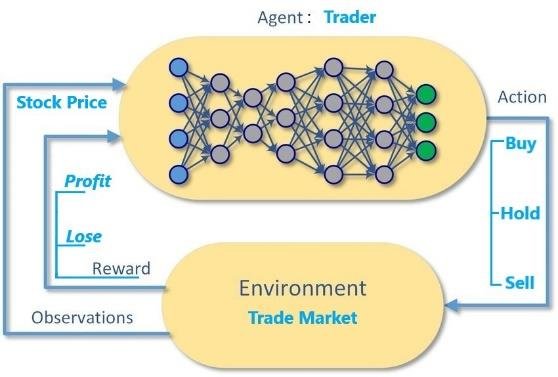 Agent : Trader
Stock Price
Action
Buy
Profit
Hold
Lose
Reward
Sell
Environment
Trade Market
Observations